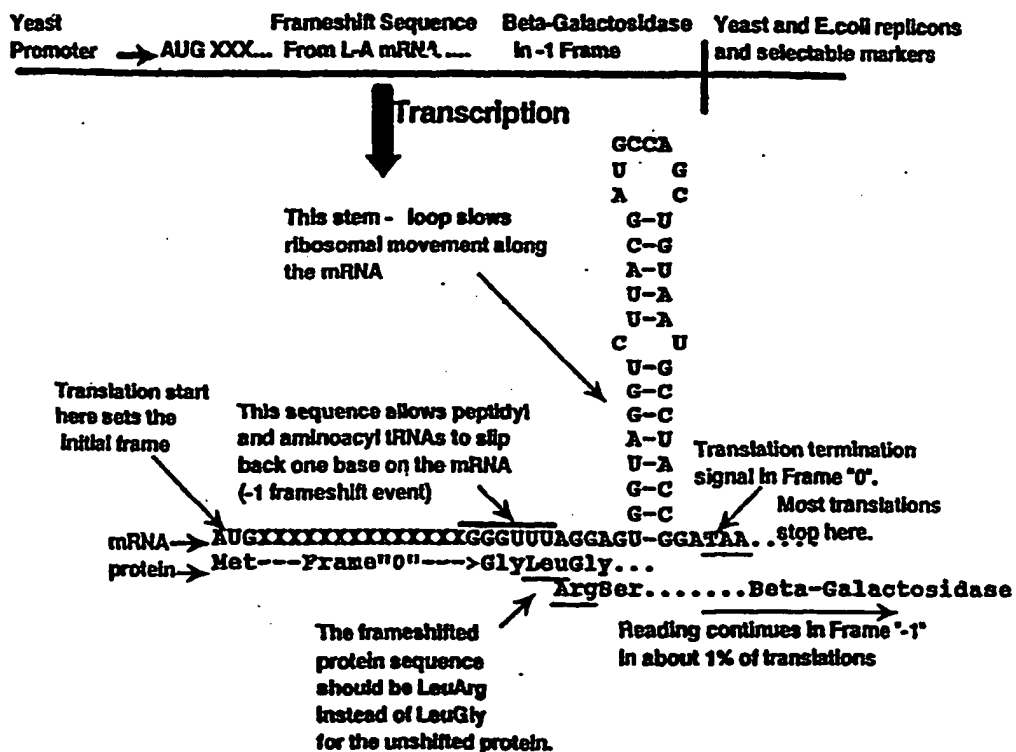 Yeast Promoter → AUG XXX...
Frameshift Sequence From L-A mRNA .....
Beta-Galactosidase In -1 Frame
Yeast and E.coli replicons and selectable markers
Transcription
GCCA
U G
A C
G-U
C-G
A-U
U-A
U-A
C U
U-G
G-C
G-C
A-U
U-A
G-C
G-C
This stem - loop slows
ribosomal movement along
the mRNA
Translation start
here sets the
initial frame
This sequence allows peptidyl
and aminoacyl tRNAs to slip
back one base on the mRNA
(-1 frameshift event)
Translation termination
signal in Frame "0".
Most translations
stop here.
mRNA→ AUGXXXXXXXXXXXXXGGGUUUAGGAGU-GGATAA.....
protein→ Met---Frame"0"--->GlyLeuGly...
ArgSer.......Beta-Galactosidase
The frameshifted
protein sequence
should be LeuArg
instead of LeuGly
for the unshifted protein.
Reading continues in Frame "-1"
in about 1% of translations